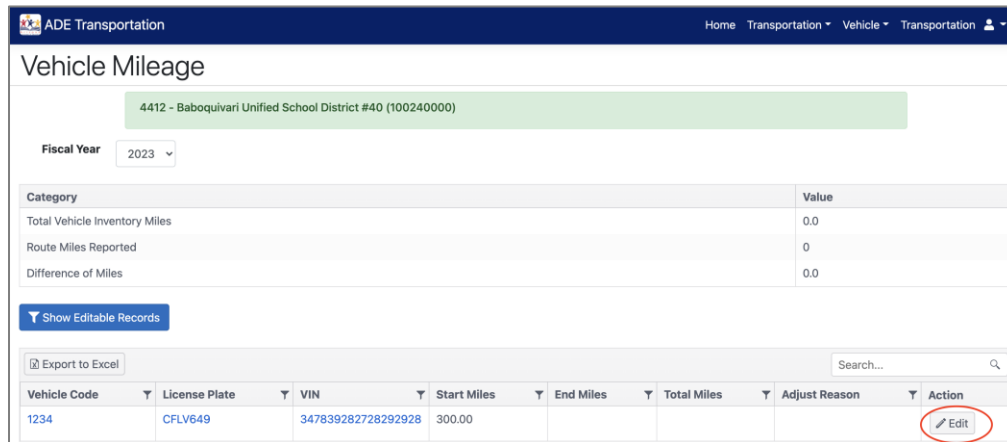 ADE Transportation Home Transportation Vehicle Transportation
Vehicle Mileage
4412 - Baboquivari Unified School District #40 (100240000)
Fiscal Year 2023
Category Value
Total Vehicle Inventory Miles 0.0
Route Miles Reported 0
Difference of Miles 0.0
Show Editable Records
Export to Excel Search...
Vehicle Code License Plate VIN Start Miles End Miles Total Miles Adjust Reason Action
1234 CFLV649 347839282728292928 300.00 Edit